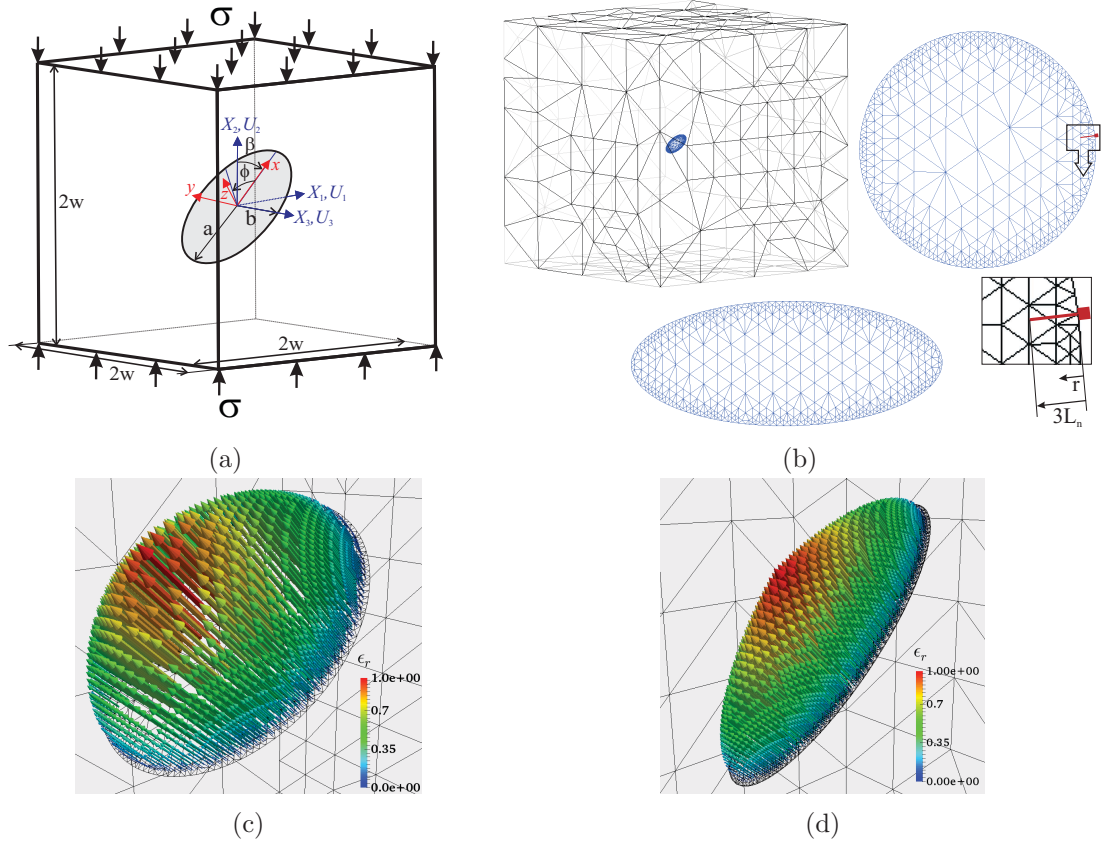 σ
X₂,U₂
β
ϕ
x
y
z
X₁,U₁
2w
b
X₃,U₃
a
2w
2w
σ
r
3Lₙ
(a)
(b)
ϵᵣ
1.0e+00
0.7
0.35
0.0e+00
ϵᵣ
1.00e+00
0.7
0.35
0.00e+00
(c)
(d)